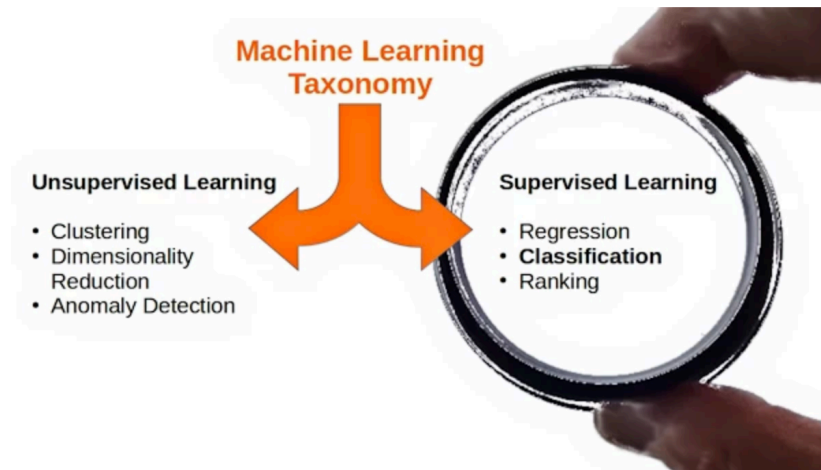 Machine Learning
Taxonomy
Unsupervised Learning
• Clustering
• Dimensionality
Reduction
• Anomaly Detection
Supervised Learning
• Regression
• Classification
• Ranking